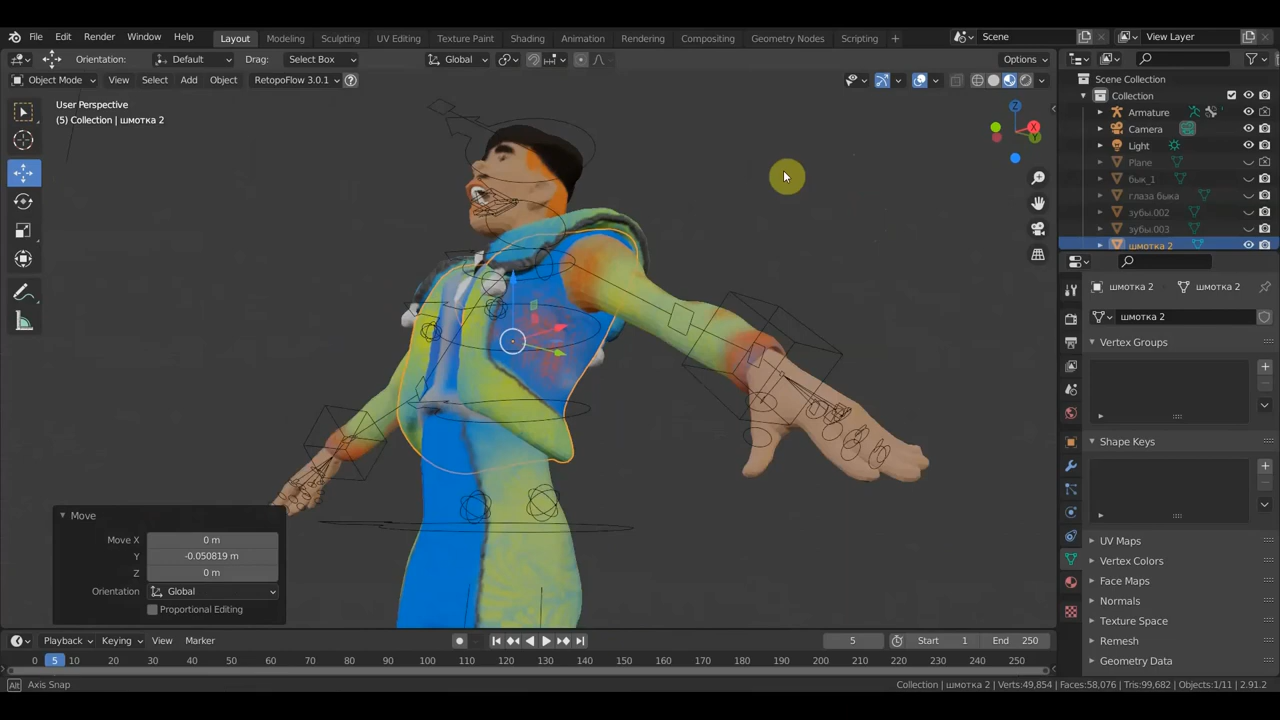 File Edit Render Window Help Layout Modeling Sculpting UV Editing Texture Paint Shading Animation Rendering Compositing Geometry Nodes Scripting + Scene View Layer
Orientation: Default Drag: Select Box Global Options
Object Mode View Select Add Object RetopoFlow 3.0.1 ?
User Perspective
(5) Collection | шмотка 2
Z
X
Y
Scene Collection
Collection
Armature
Camera
Light
Plane
бык_1
глаза быка
зубы.002
зубы.003
шмотка 2
шмотка 2 шмотка 2
шмотка 2
Vertex Groups
Shape Keys
UV Maps
Vertex Colors
Face Maps
Normals
Texture Space
Remesh
Geometry Data
Move
Move X 0 m
Y -0.050819 m
Z 0 m
Orientation Global
Proportional Editing
Playback Keying View Marker 5 Start 1 End 250
0 5 10 20 30 40 50 60 70 80 90 100 110 120 130 140 150 160 170 180 190 200 210 220 230 240 250
Alt Axis Snap Collection | шмотка 2 | Verts:49,854 | Faces:58,076 | Tris:99,682 | Objects:1/11 | 2.91.2